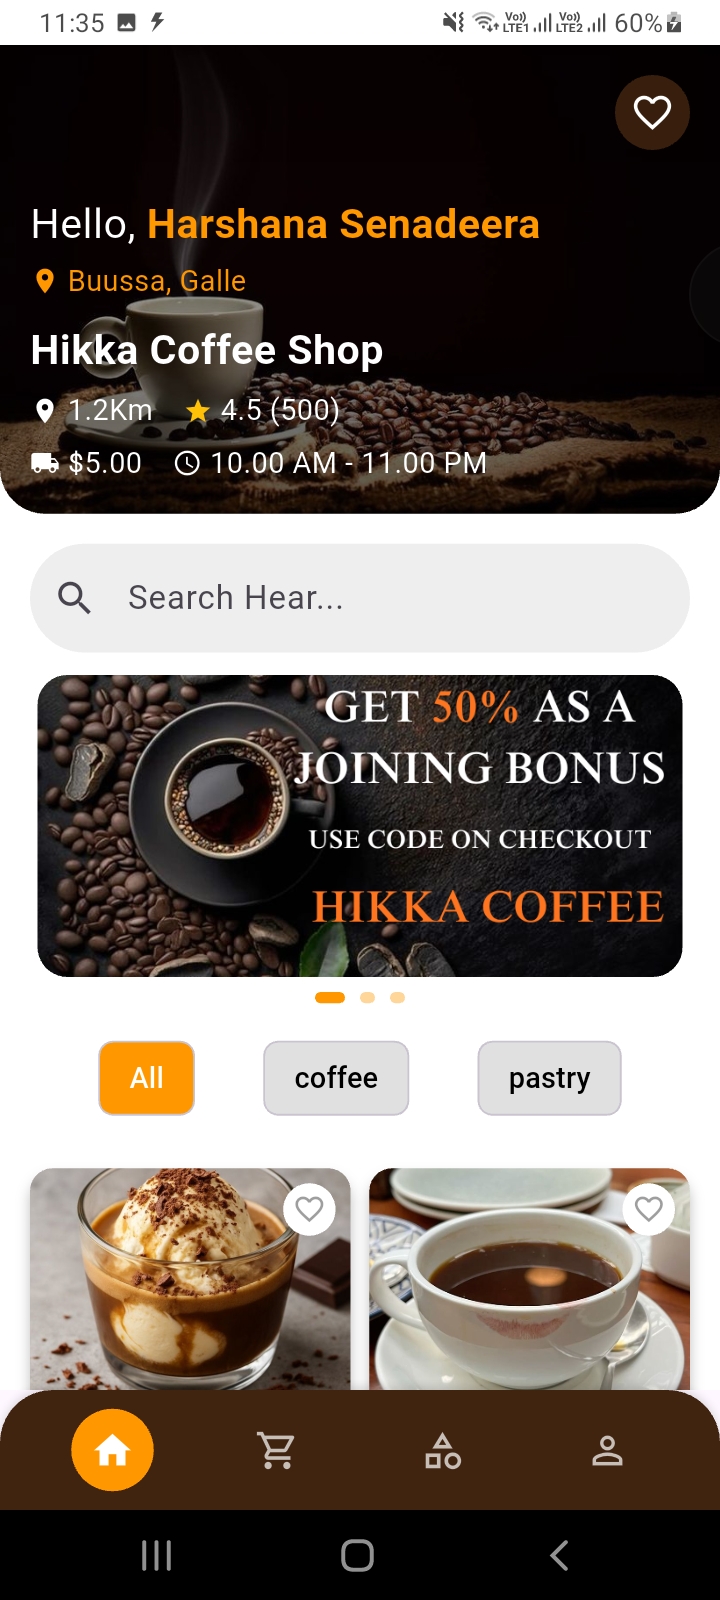 11:35 Vo)) LTE1 Vo)) LTE2 60%
Hello, Harshana Senadeera
Buussa, Galle
Hikka Coffee Shop
1.2Km 4.5 (500)
$5.00 10.00 AM - 11.00 PM
Search Hear...
GET 50% AS A
JOINING BONUS
USE CODE ON CHECKOUT
HIKKA COFFEE
All coffee pastry